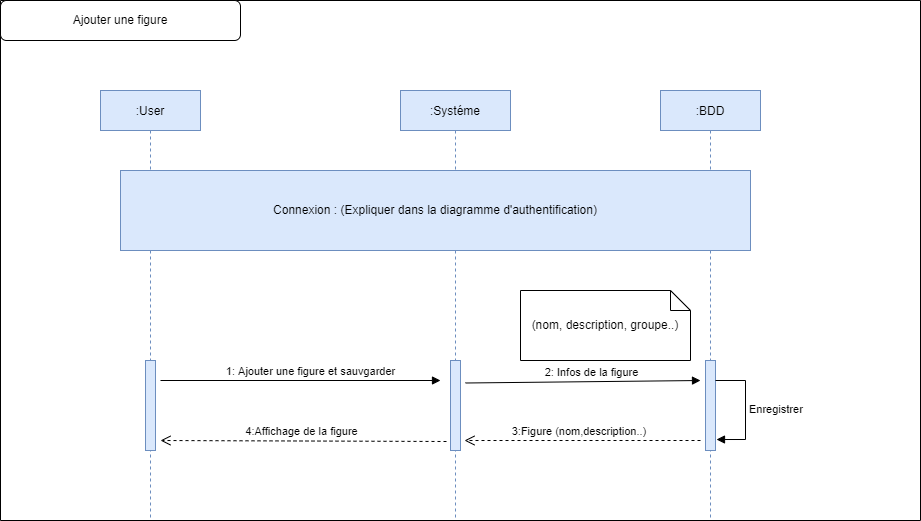 Ajouter une figure
:User
:Systéme
:BDD
Connexion : (Expliquer dans la diagramme d'authentification)
(nom, description, groupe..)
1: Ajouter une figure et sauvgarder
2: Infos de la figure
Enregistrer
4:Affichage de la figure
3:Figure (nom,description..)